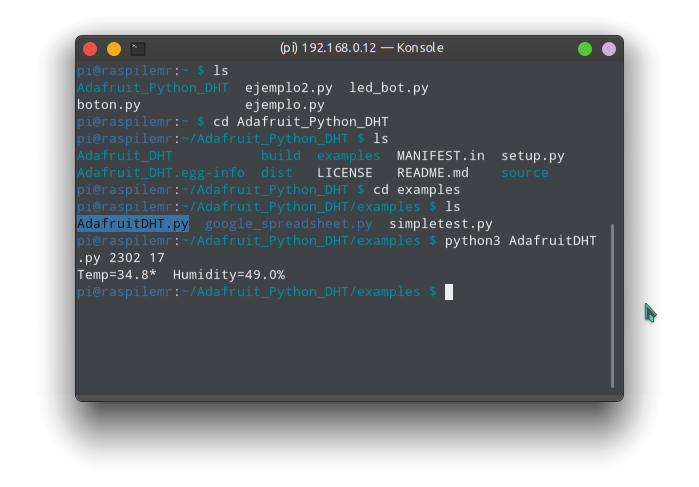 (pi) 192.168.0.12 — Konsole
pi@raspilemr:~ $ ls
Adafruit_Python_DHT  ejemplo2.py  led_bot.py
boton.py             ejemplo.py
pi@raspilemr:~ $ cd Adafruit_Python_DHT
pi@raspilemr:~/Adafruit_Python_DHT $ ls
Adafruit_DHT           build  examples  MANIFEST.in  setup.py
Adafruit_DHT.egg-info  dist   LICENSE   README.md    source
pi@raspilemr:~/Adafruit_Python_DHT $ cd examples
pi@raspilemr:~/Adafruit_Python_DHT/examples $ ls
AdafruitDHT.py  google_spreadsheet.py  simpletest.py
pi@raspilemr:~/Adafruit_Python_DHT/examples $ python3 AdafruitDHT
.py 2302 17
Temp=34.8*  Humidity=49.0%
pi@raspilemr:~/Adafruit_Python_DHT/examples $